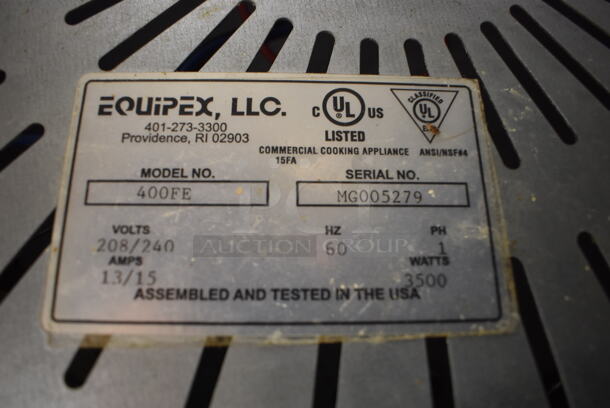 EQUIPEX, LLC.
401-273-3300
Providence, RI 02903
C UL US
LISTED
CLASSIFIED
UL
COMMERCIAL COOKING APPLIANCE
15FA
ANSI/NSF#4
MODEL NO.
400FE
SERIAL NO.
MG005279
VOLTS
208/240
HZ
60
PH
1
AMPS
13/15
WATTS
3500
ASSEMBLED AND TESTED IN THE USA
AUCTION GROUP